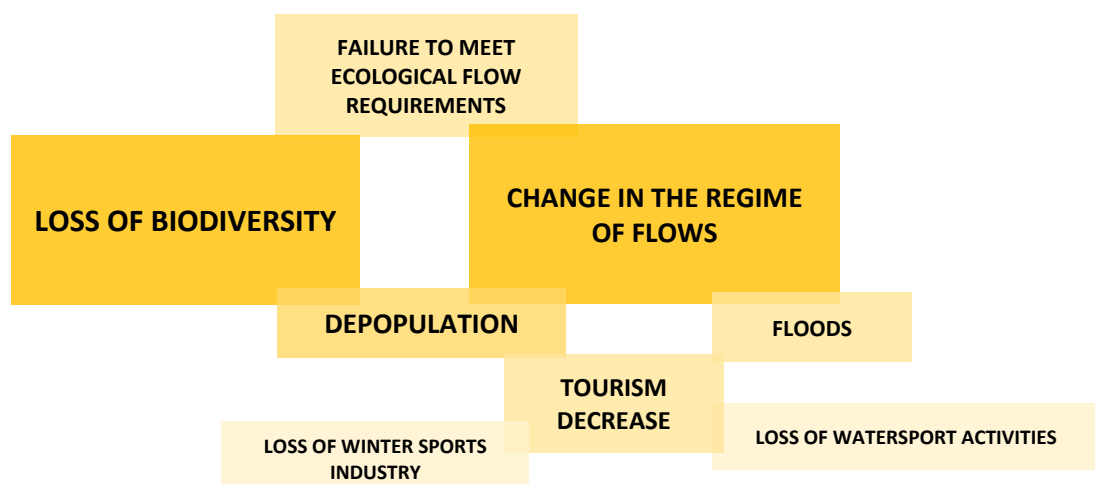 FAILURE TO MEET
ECOLOGICAL FLOW
REQUIREMENTS
LOSS OF BIODIVERSITY
CHANGE IN THE REGIME
OF FLOWS
DEPOPULATION
FLOODS
TOURISM
DECREASE
LOSS OF WINTER SPORTS
INDUSTRY
LOSS OF WATERSPORT ACTIVITIES